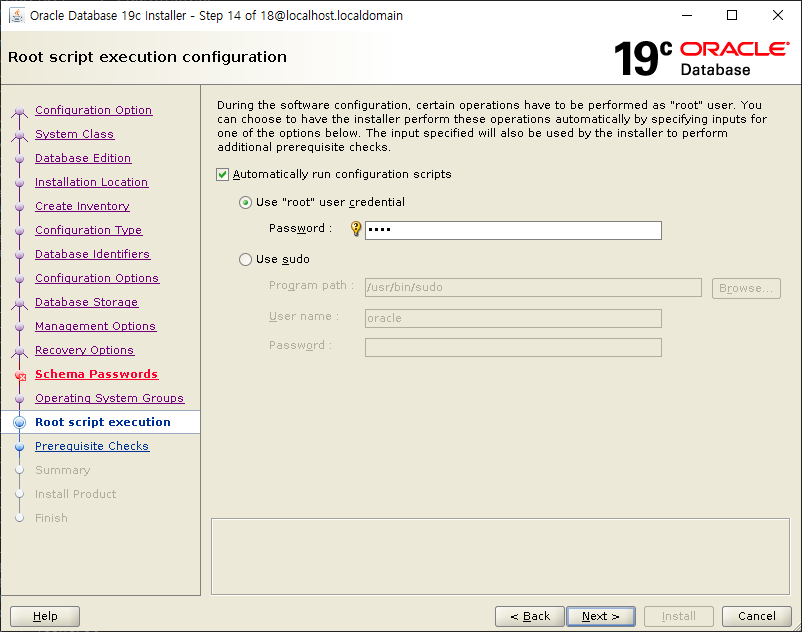 Oracle Database 19c Installer - Step 14 of 18@localhost.localdomain
Root script execution configuration
19c ORACLE
Database
Configuration Option
System Class
Database Edition
Installation Location
Create Inventory
Configuration Type
Database Identifiers
Configuration Options
Database Storage
Management Options
Recovery Options
Schema Passwords
Operating System Groups
Root script execution
Prerequisite Checks
Summary
Install Product
Finish
During the software configuration, certain operations have to be performed as "root" user. You
can choose to have the installer perform these operations automatically by specifying inputs for
one of the options below. The input specified will also be used by the installer to perform
additional prerequisite checks.
Automatically run configuration scripts
Use "root" user credential
Password : ••••
Use sudo
Program path : /usr/bin/sudo Browse...
User name : oracle
Password :
Help < Back Next > Install Cancel